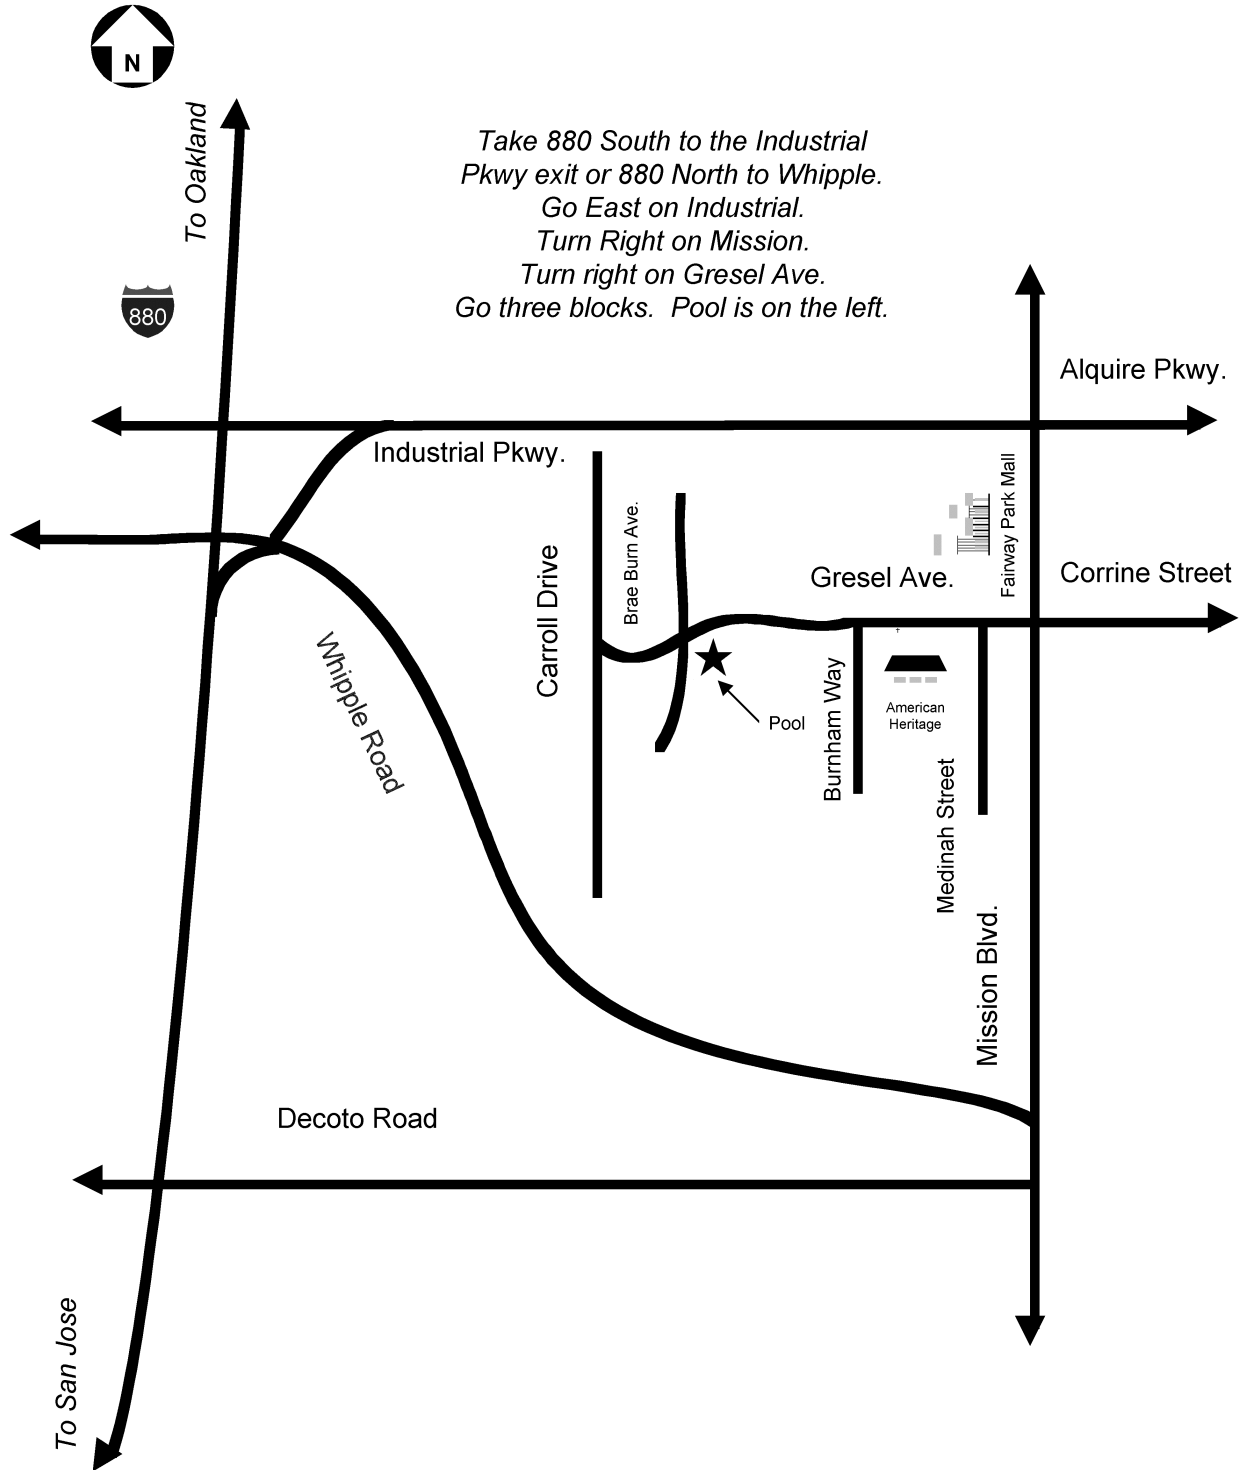 N
To Oakland
Take 880 South to the Industrial
Pkwy exit or 880 North to Whipple.
Go East on Industrial.
Turn Right on Mission.
Turn right on Gresel Ave.
Go three blocks.  Pool is on the left.
880
Alquire Pkwy.
Industrial Pkwy.
Fairway Park Mall
Brae Burn Ave.
Carroll Drive
Gresel Ave.
Corrine Street
Whipple Road
Pool
Burnham Way
American
Heritage
Medinah Street
Mission Blvd.
Decoto Road
To San Jose